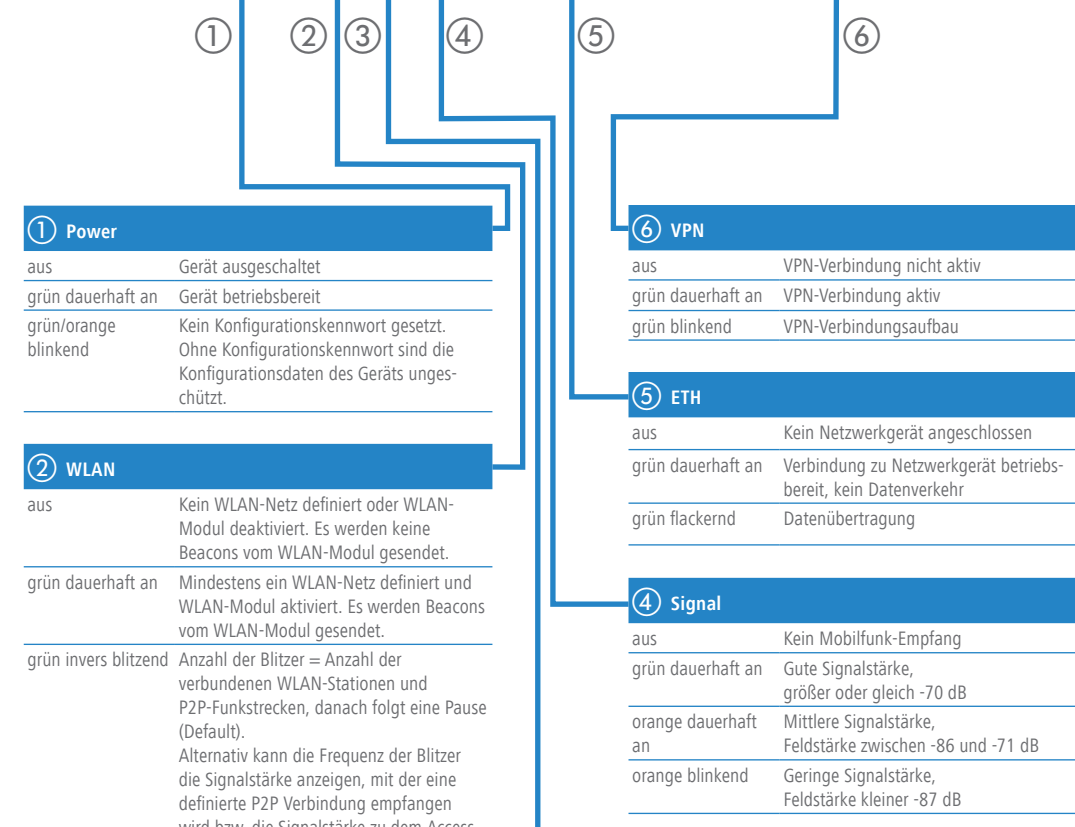 1 2 3 4 5 6
1 Power
aus Gerät ausgeschaltet
grün dauerhaft an Gerät betriebsbereit
grün/orange Kein Konfigurationskennwort gesetzt.
blinkend Ohne Konfigurationskennwort sind die
Konfigurationsdaten des Geräts unges-
chützt.
2 WLAN
aus Kein WLAN-Netz definiert oder WLAN-
Modul deaktiviert. Es werden keine
Beacons vom WLAN-Modul gesendet.
grün dauerhaft an Mindestens ein WLAN-Netz definiert und
WLAN-Modul aktiviert. Es werden Beacons
vom WLAN-Modul gesendet.
grün invers blitzend Anzahl der Blitzer = Anzahl der
verbundenen WLAN-Stationen und
P2P-Funkstrecken, danach folgt eine Pause
(Default).
Alternativ kann die Frequenz der Blitzer
die Signalstärke anzeigen, mit der eine
definierte P2P Verbindung empfangen
wird bzw. die Signalstärke zu dem Access
6 VPN
aus VPN-Verbindung nicht aktiv
grün dauerhaft an VPN-Verbindung aktiv
grün blinkend VPN-Verbindungsaufbau
5 ETH
aus Kein Netzwerkgerät angeschlossen
grün dauerhaft an Verbindung zu Netzwerkgerät betriebs-
bereit, kein Datenverkehr
grün flackernd Datenübertragung
4 Signal
aus Kein Mobilfunk-Empfang
grün dauerhaft an Gute Signalstärke,
größer oder gleich -70 dB
orange dauerhaft Mittlere Signalstärke,
an Feldstärke zwischen -86 und -71 dB
orange blinkend Geringe Signalstärke,
Feldstärke kleiner -87 dB